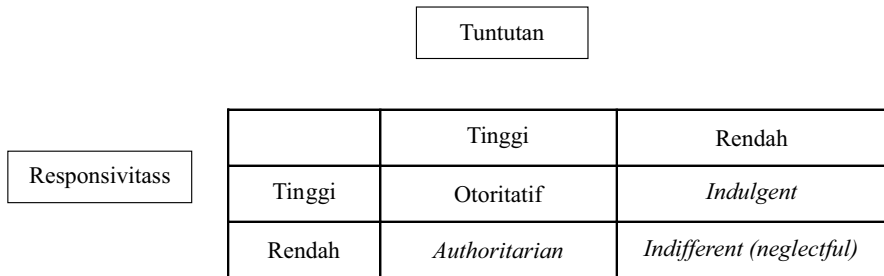 Tuntutan
Tinggi Rendah
Responsivitass
Tinggi Otoritatif Indulgent
Rendah Authoritarian Indifferent (neglectful)